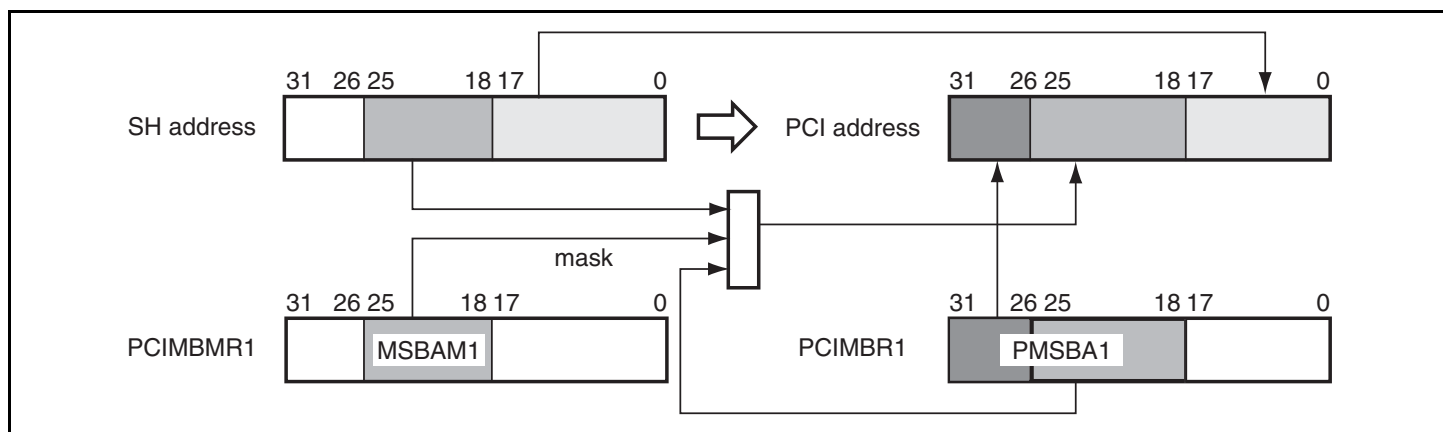 31 26 25 18 17 0
SH address
31 26 25 18 17 0
PCI address
mask
31 26 25 18 17 0
PCIMBMR1 MSBAM1
31 26 25 18 17 0
PCIMBR1 PMSBA1